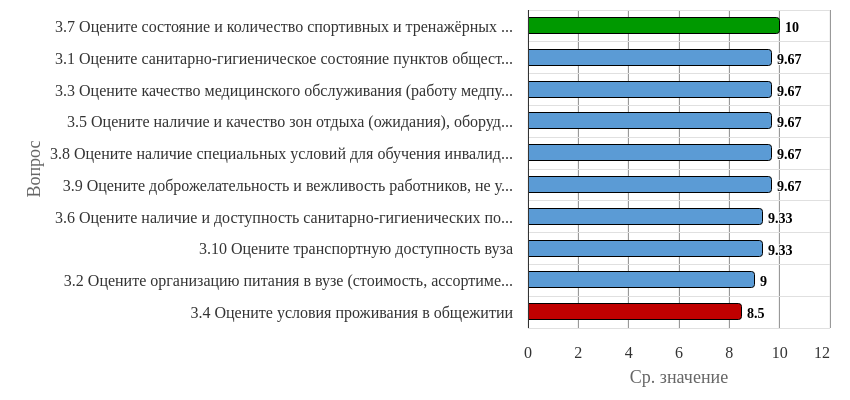 3.7 Оцените состояние и количество спортивных и тренажёрных ... 10
3.1 Оцените санитарно-гигиеническое состояние пунктов общест... 9.67
3.3 Оцените качество медицинского обслуживания (работу медпу... 9.67
3.5 Оцените наличие и качество зон отдыха (ожидания), оборуд... 9.67
3.8 Оцените наличие специальных условий для обучения инвалид... 9.67
3.9 Оцените доброжелательность и вежливость работников, не у... 9.67
3.6 Оцените наличие и доступность санитарно-гигиенических по... 9.33
3.10 Оцените транспортную доступность вуза 9.33
3.2 Оцените организацию питания в вузе (стоимость, ассортиме... 9
3.4 Оцените условия проживания в общежитии 8.5
Вопрос
0 2 4 6 8 10 12
Ср. значение